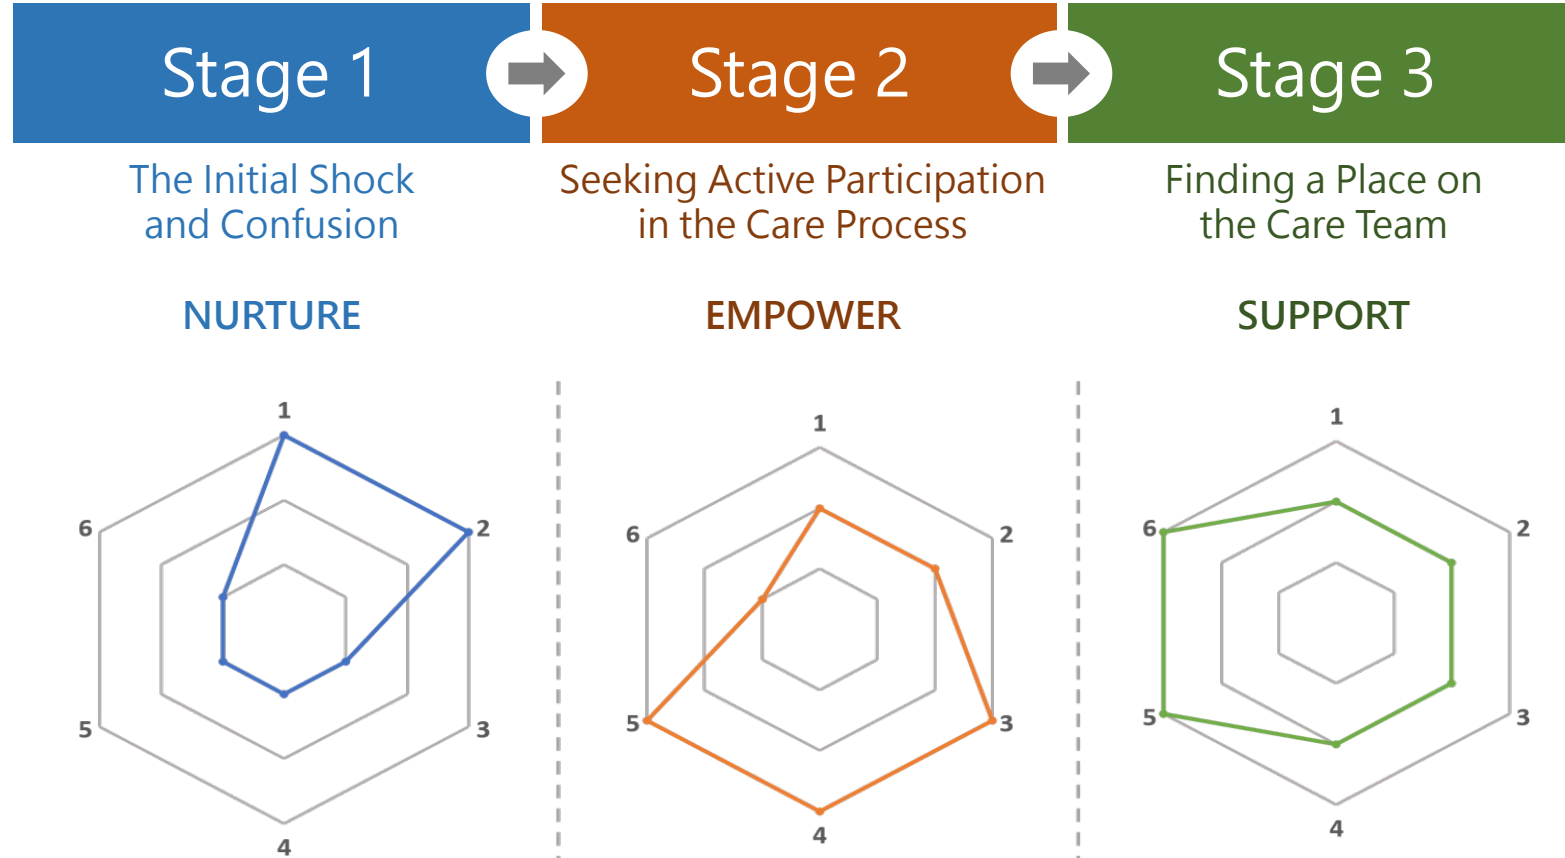 Stage 1
Stage 2
Stage 3
The Initial Shock
and Confusion
Seeking Active Participation
in the Care Process
Finding a Place on
the Care Team
NURTURE
EMPOWER
SUPPORT
1
2
3
4
5
6
1
2
3
4
5
6
1
2
3
4
5
6